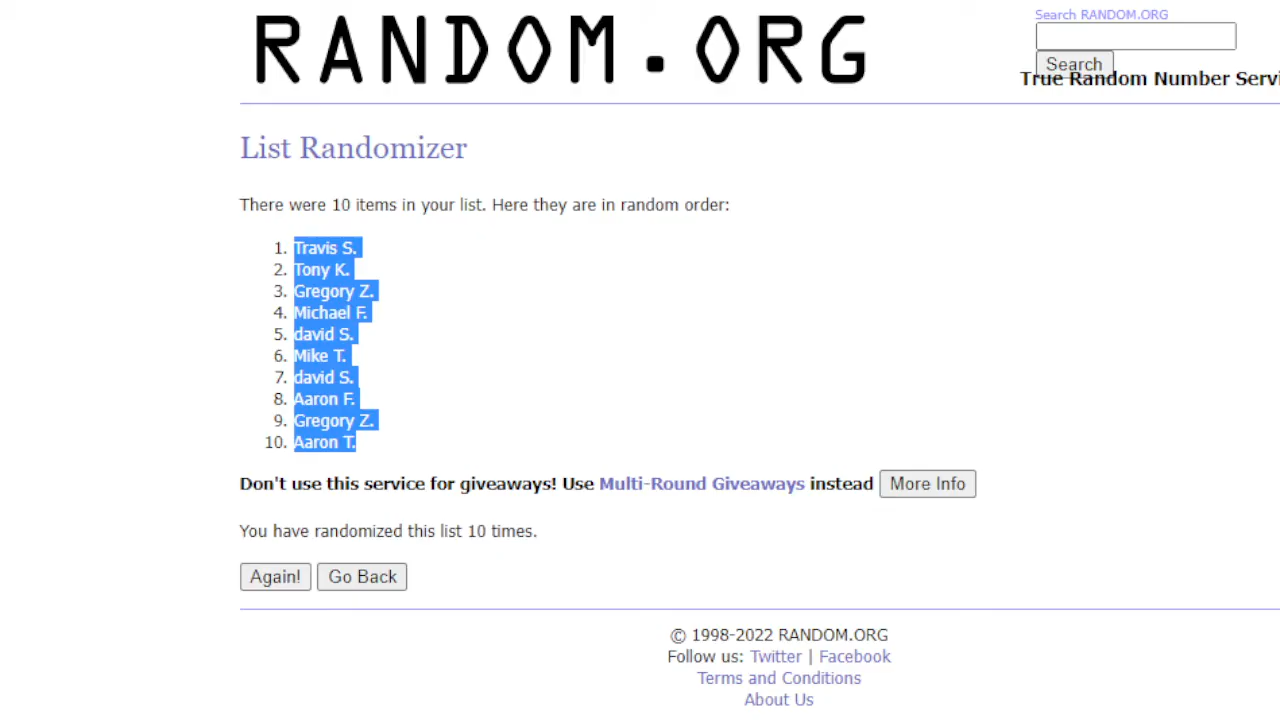 RANDOM.ORG
Search RANDOM.ORG
Search
True Random Number Servi
List Randomizer
There were 10 items in your list. Here they are in random order:
1. Travis S.
2. Tony K.
3. Gregory Z.
4. Michael F.
5. david S.
6. Mike T.
7. david S.
8. Aaron F.
9. Gregory Z.
10. Aaron T.
Don't use this service for giveaways! Use Multi-Round Giveaways instead More Info
You have randomized this list 10 times.
Again! Go Back
© 1998-2022 RANDOM.ORG
Follow us: Twitter | Facebook
Terms and Conditions
About Us